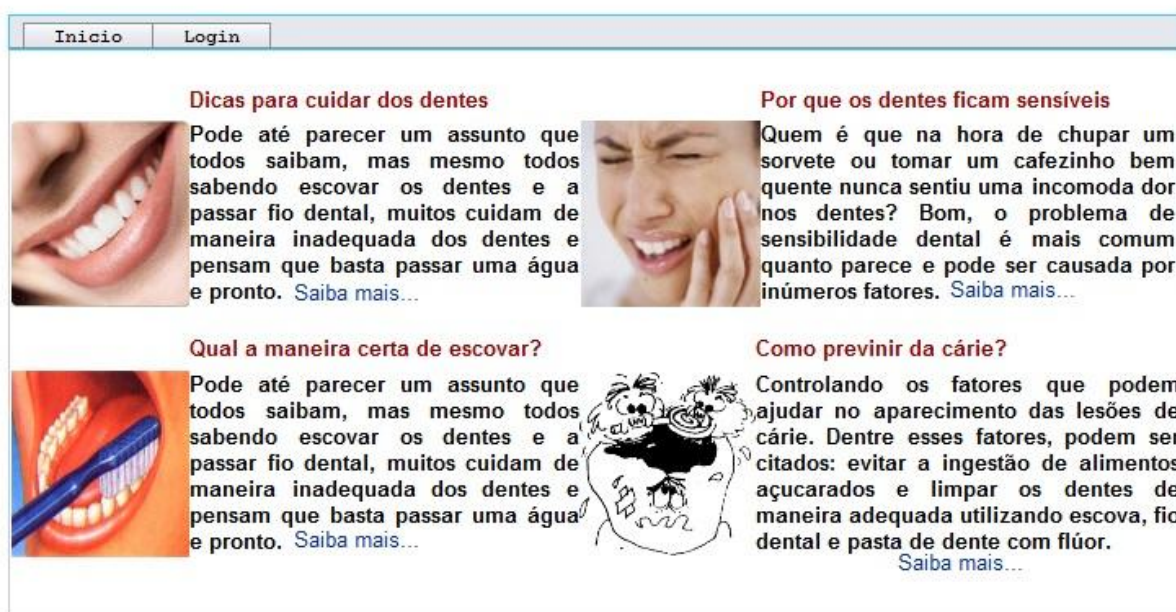 Inicio Login
Dicas para cuidar dos dentes
Pode até parecer um assunto que
todos saibam, mas mesmo todos
sabendo escovar os dentes e a
passar fio dental, muitos cuidam de
maneira inadequada dos dentes e
pensam que basta passar uma água
e pronto. Saiba mais...
Por que os dentes ficam sensíveis
Quem é que na hora de chupar um
sorvete ou tomar um cafezinho bem
quente nunca sentiu uma incomoda dor
nos dentes? Bom, o problema de
sensibilidade dental é mais comum
quanto parece e pode ser causada por
inúmeros fatores. Saiba mais...
Qual a maneira certa de escovar?
Pode até parecer um assunto que
todos saibam, mas mesmo todos
sabendo escovar os dentes e a
passar fio dental, muitos cuidam de
maneira inadequada dos dentes e
pensam que basta passar uma água
e pronto. Saiba mais...
Como previnir da cárie?
Controlando os fatores que podem
ajudar no aparecimento das lesões de
cárie. Dentre esses fatores, podem ser
citados: evitar a ingestão de alimentos
açucarados e limpar os dentes de
maneira adequada utilizando escova, fio
dental e pasta de dente com flúor.
Saiba mais...